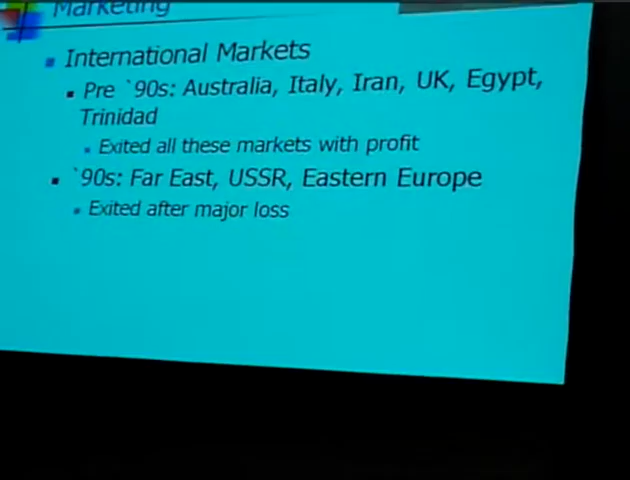 Marketing
International Markets
Pre `90s: Australia, Italy, Iran, UK, Egypt,
Trinidad
Exited all these markets with profit
`90s: Far East, USSR, Eastern Europe
Exited after major loss